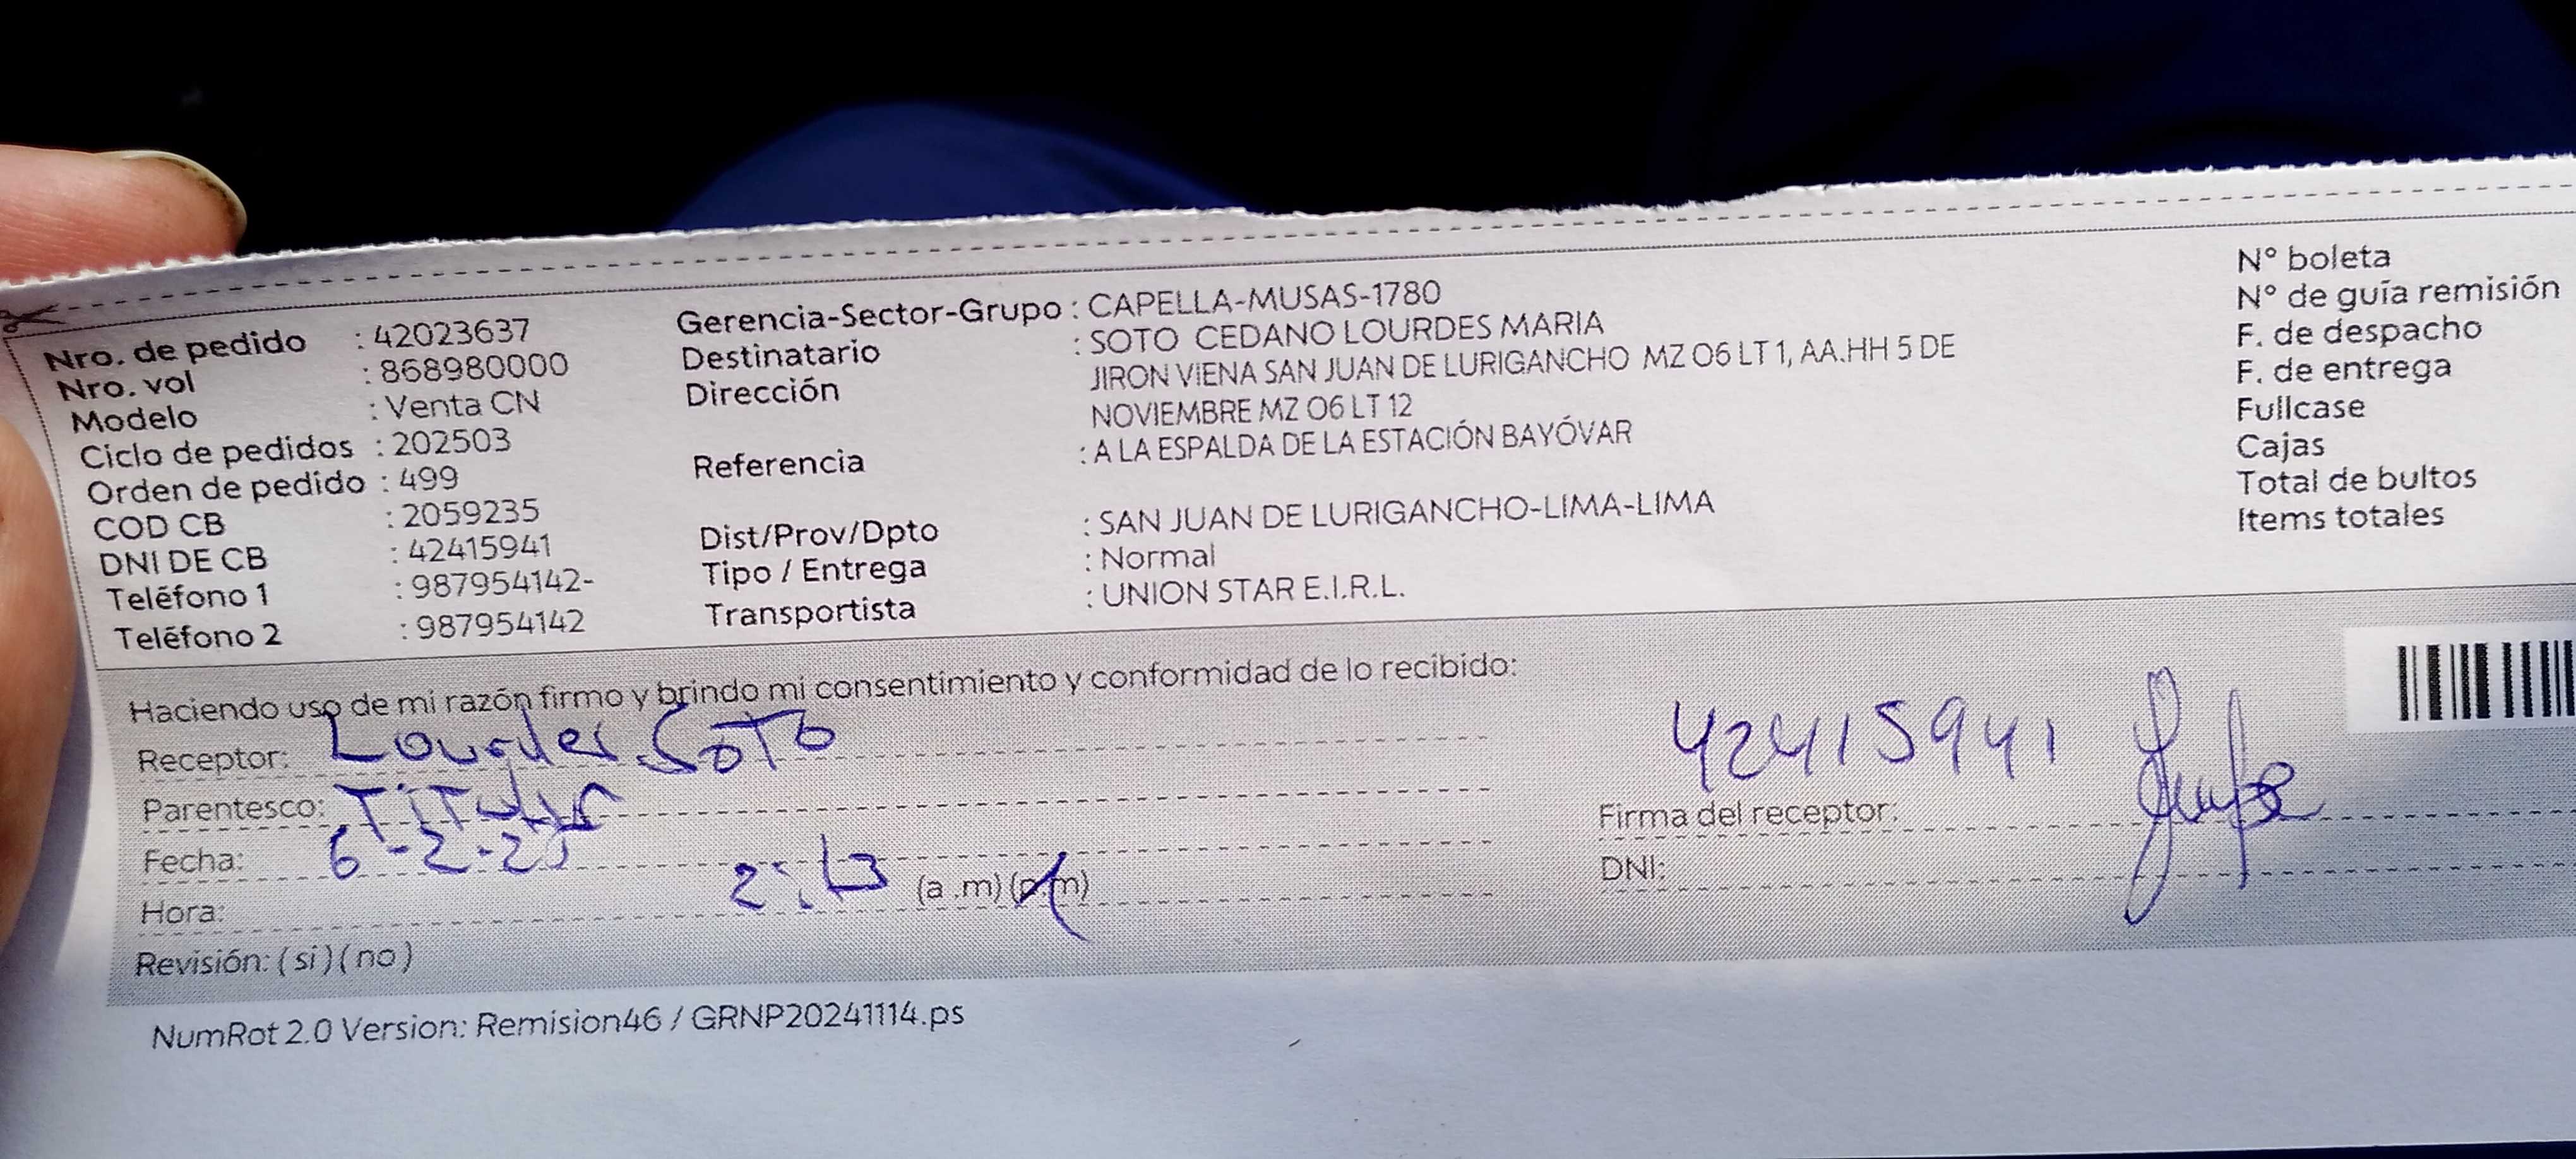 Nro. de pedido : 42023637
Nro. vol : 868980000
Modelo : Venta CN
Ciclo de pedidos : 202503
Orden de pedido : 499
COD CB : 2059235
DNI DE CB : 42415941
Teléfono 1 : 987954142-
Teléfono 2 : 987954142
Gerencia-Sector-Grupo : CAPELLA-MUSAS-1780
Destinatario : SOTO CEDANO LOURDES MARIA
Dirección JIRON VIENA SAN JUAN DE LURIGANCHO MZ O6 LT 1, AA.HH 5 DE
NOVIEMBRE MZ O6 LT 12
Referencia : A LA ESPALDA DE LA ESTACIÓN BAYÓVAR
Dist/Prov/Dpto : SAN JUAN DE LURIGANCHO-LIMA-LIMA
Tipo / Entrega : Normal
Transportista : UNION STAR E.I.R.L.
N° boleta
N° de guía remisión
F. de despacho
F. de entrega
Fullcase
Cajas
Total de bultos
Items totales
Haciendo uso de mi razón firmo y brindo mi consentimiento y conformidad de lo recibido:
Receptor: Lourdes Soto
Parentesco: Titular
Fecha: 6-2-25
Hora: 2:13 (a .m) (p.m)
Revisión: ( si ) ( no )
42415941
Firma del receptor:
DNI:
NumRot 2.0 Version: Remision46 / GRNP20241114.ps